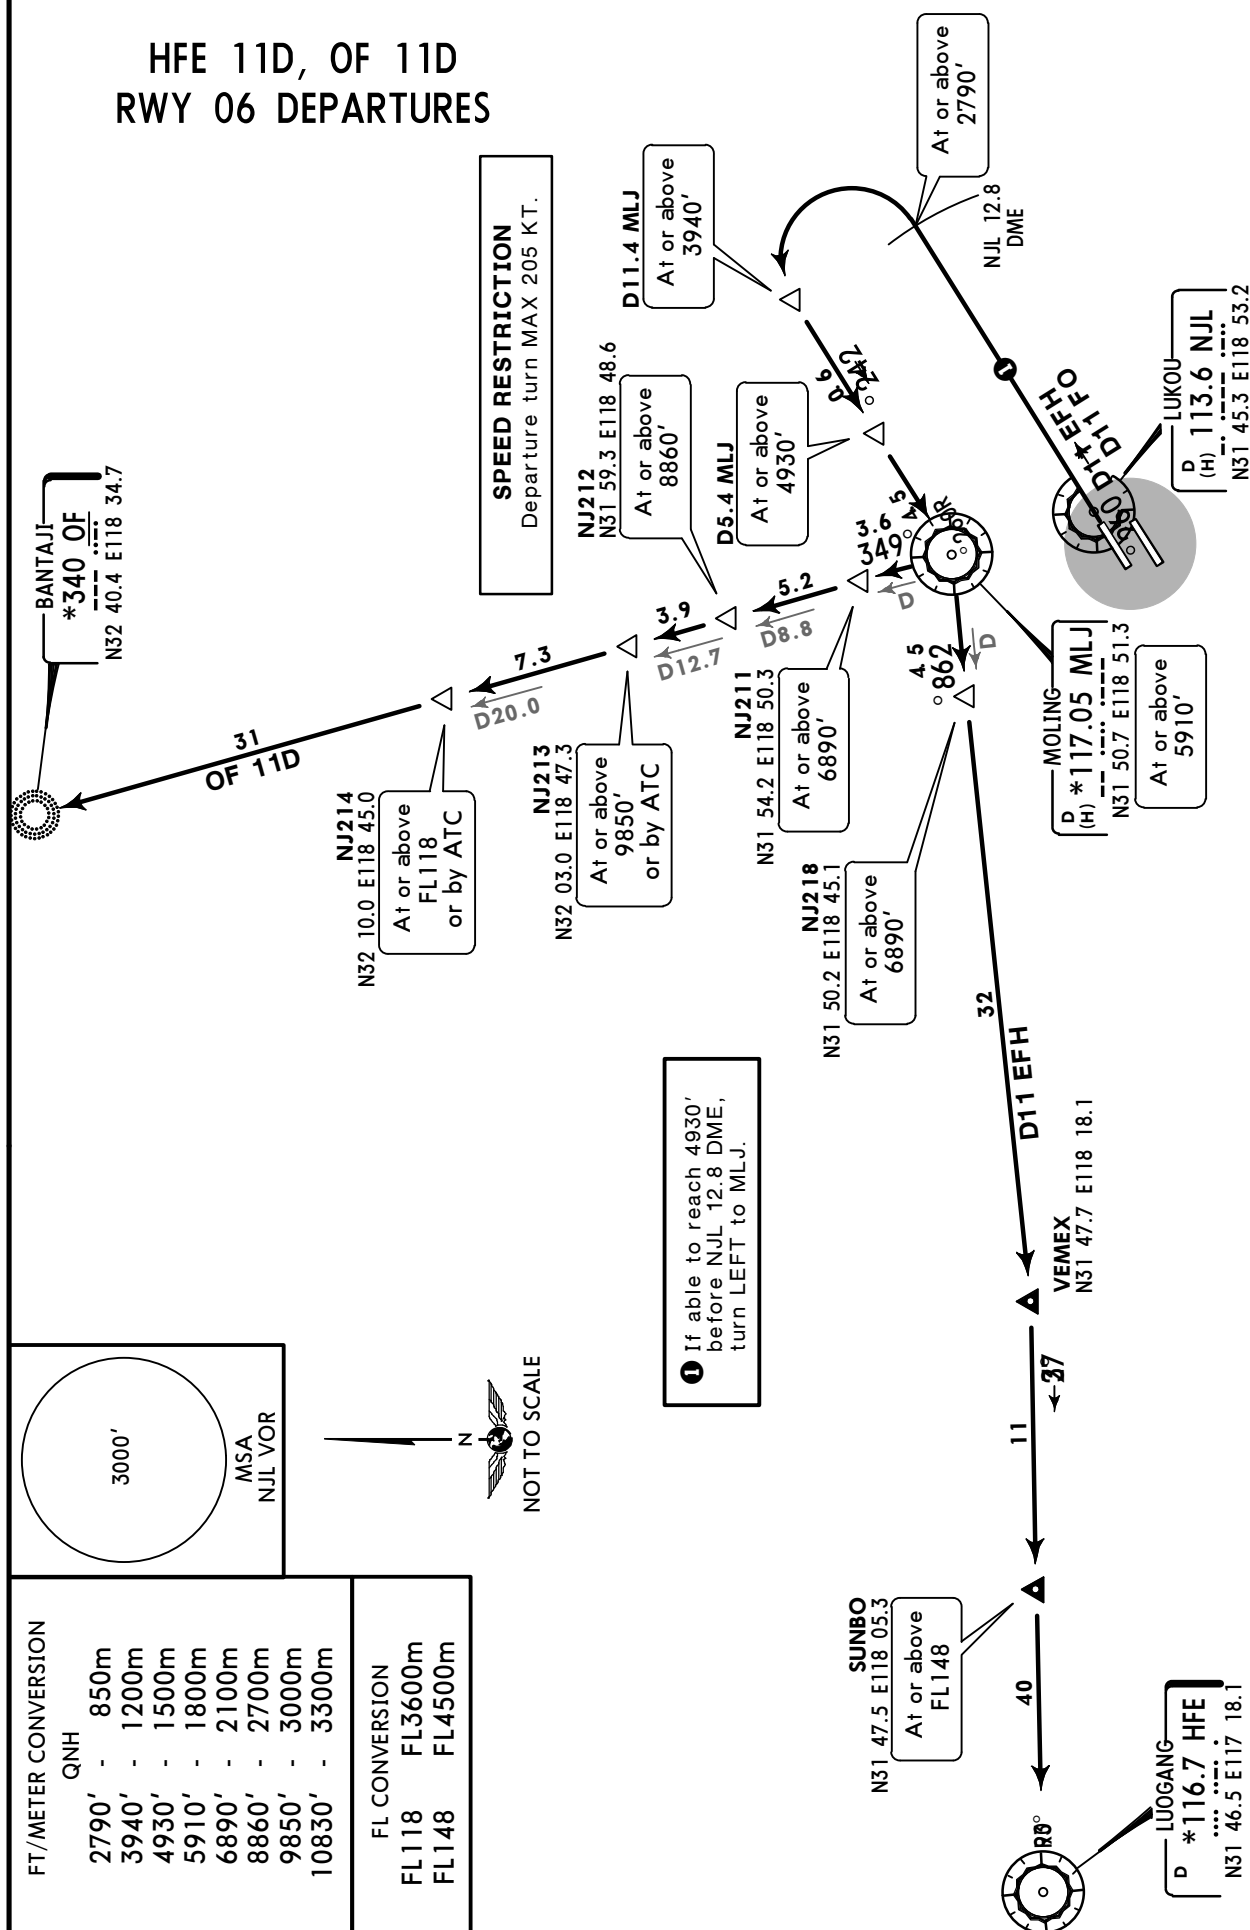 HFE 11D, OF 11D
RWY 06 DEPARTURES
SPEED RESTRICTION
Departure turn MAX 205 KT.
At or above
2790'
NJL 12.8
DME
D11.4 MLJ
At or above
3940'
242°
D5.4 MLJ
At or above
4930'
4.5
1
LUKOU
D
(H) 113.6 NJL
N31 45.3 E118 53.2
MOLING
D
(H) *117.05 MLJ
N31 50.7 E118 51.3
At or above
5910'
3.6
349°
D
NJ211
N31 54.2 E118 50.3
At or above
6890'
5.2
D8.8
NJ212
N31 59.3 E118 48.6
At or above
8860'
3.9
D12.7
NJ213
N32 03.0 E118 47.3
At or above
9850'
or by ATC
7.3
D20.0
NJ214
N32 10.0 E118 45.0
At or above
FL118
or by ATC
31
OF 11D
BANTAJI
*340 OF
N32 40.4 E118 34.7
4.5
D
NJ218
N31 50.2 E118 45.1
At or above
6890'
32
D11 EFH
VEMEX
N31 47.7 E118 18.1
11
SUNBO
N31 47.5 E118 05.3
At or above
FL148
40
LUOGANG
D
*116.7 HFE
N31 46.5 E117 18.1
1 If able to reach 4930'
before NJL 12.8 DME,
turn LEFT to MLJ.
3000'
MSA
NJL VOR
N
NOT TO SCALE
FT/METER CONVERSION
QNH
2790' - 850m
3940' - 1200m
4930' - 1500m
5910' - 1800m
6890' - 2100m
8860' - 2700m
9850' - 3000m
10830' - 3300m
FL CONVERSION
FL118 FL3600m
FL148 FL4500m